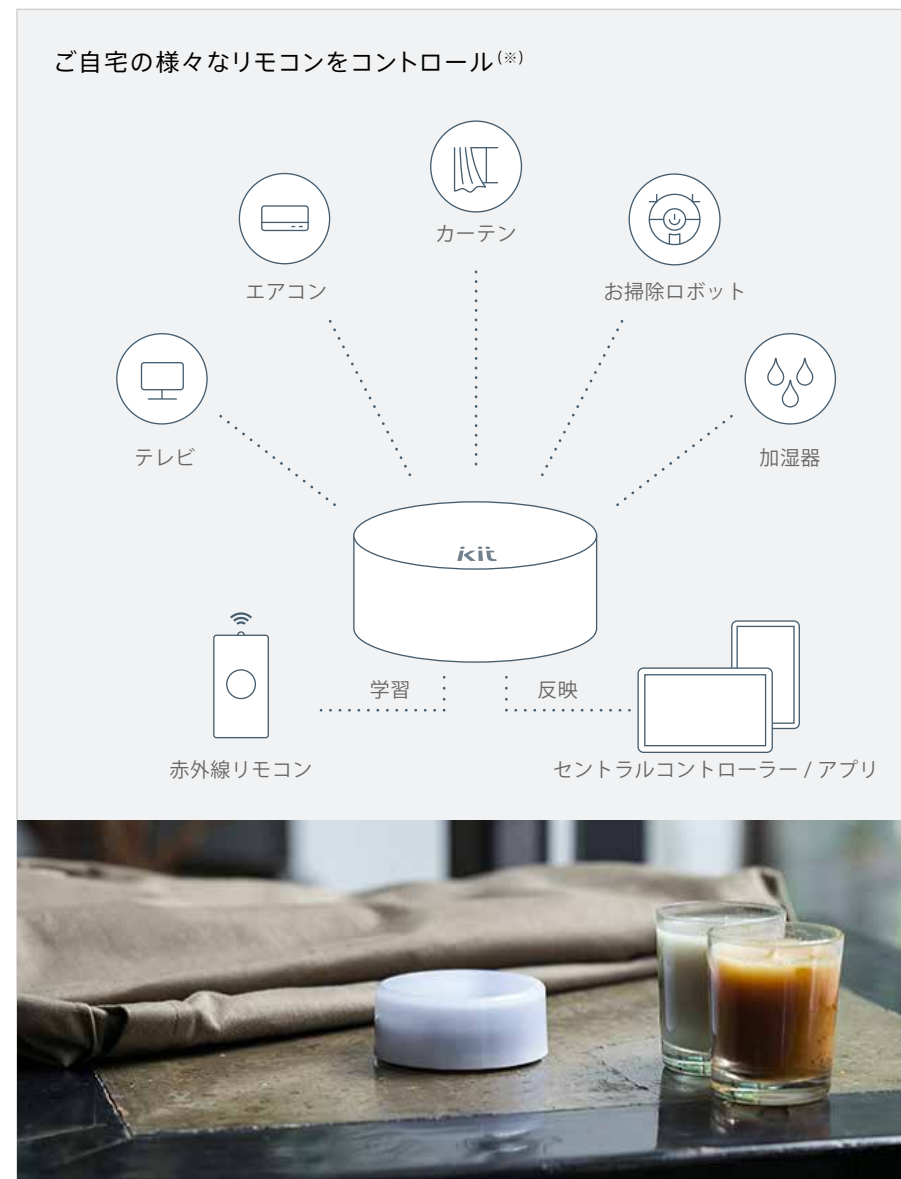 ご自宅の様々なリモコンをコントロール(※)
カーテン
エアコン
お掃除ロボット
テレビ
加湿器
kit
学習
反映
赤外線リモコン
セントラルコントローラー / アプリ